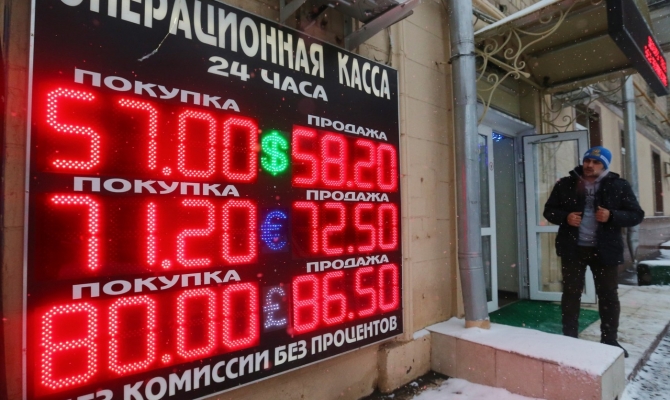 ОПЕРАЦИОННАЯ КАССА
24 ЧАСА
ПОКУПКА ПРОДАЖА
57.00 $ 58.20
ПОКУПКА ПРОДАЖА
71.20 € 72.50
ПОКУПКА ПРОДАЖА
80.00 £ 86.50
БЕЗ КОМИССИИ БЕЗ ПРОЦЕНТОВ